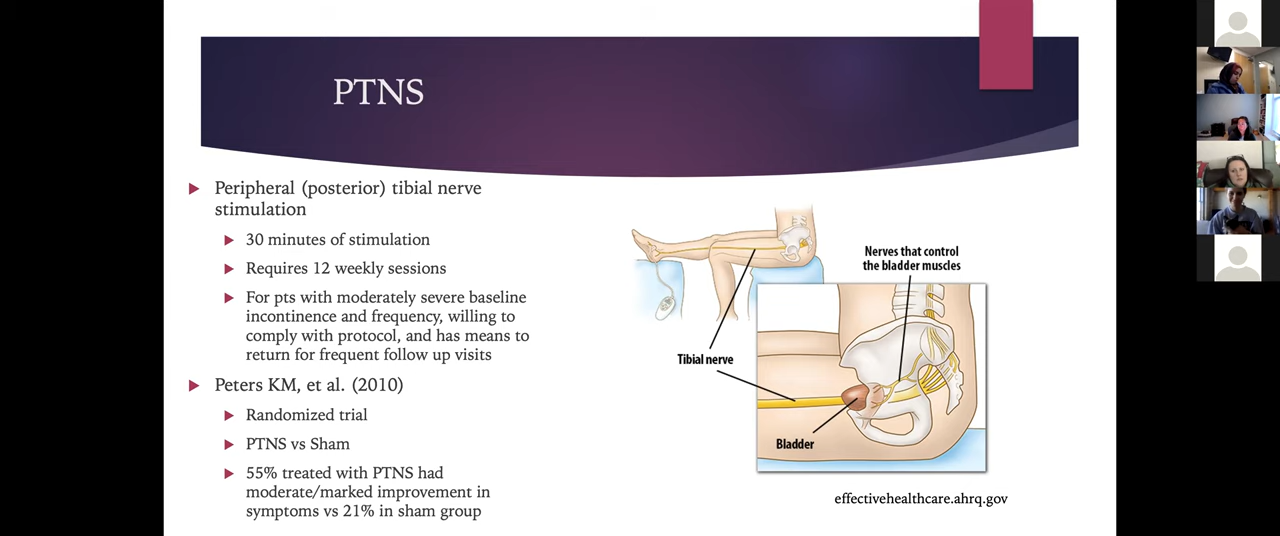 PTNS
Peripheral (posterior) tibial nerve
stimulation
30 minutes of stimulation
Requires 12 weekly sessions
For pts with moderately severe baseline
incontinence and frequency, willing to
comply with protocol, and has means to
return for frequent follow up visits
Peters KM, et al. (2010)
Randomized trial
PTNS vs Sham
55% treated with PTNS had
moderate/marked improvement in
symptoms vs 21% in sham group
Nerves that control
the bladder muscles
Tibial nerve
Bladder
effectivehealthcare.ahrq.gov